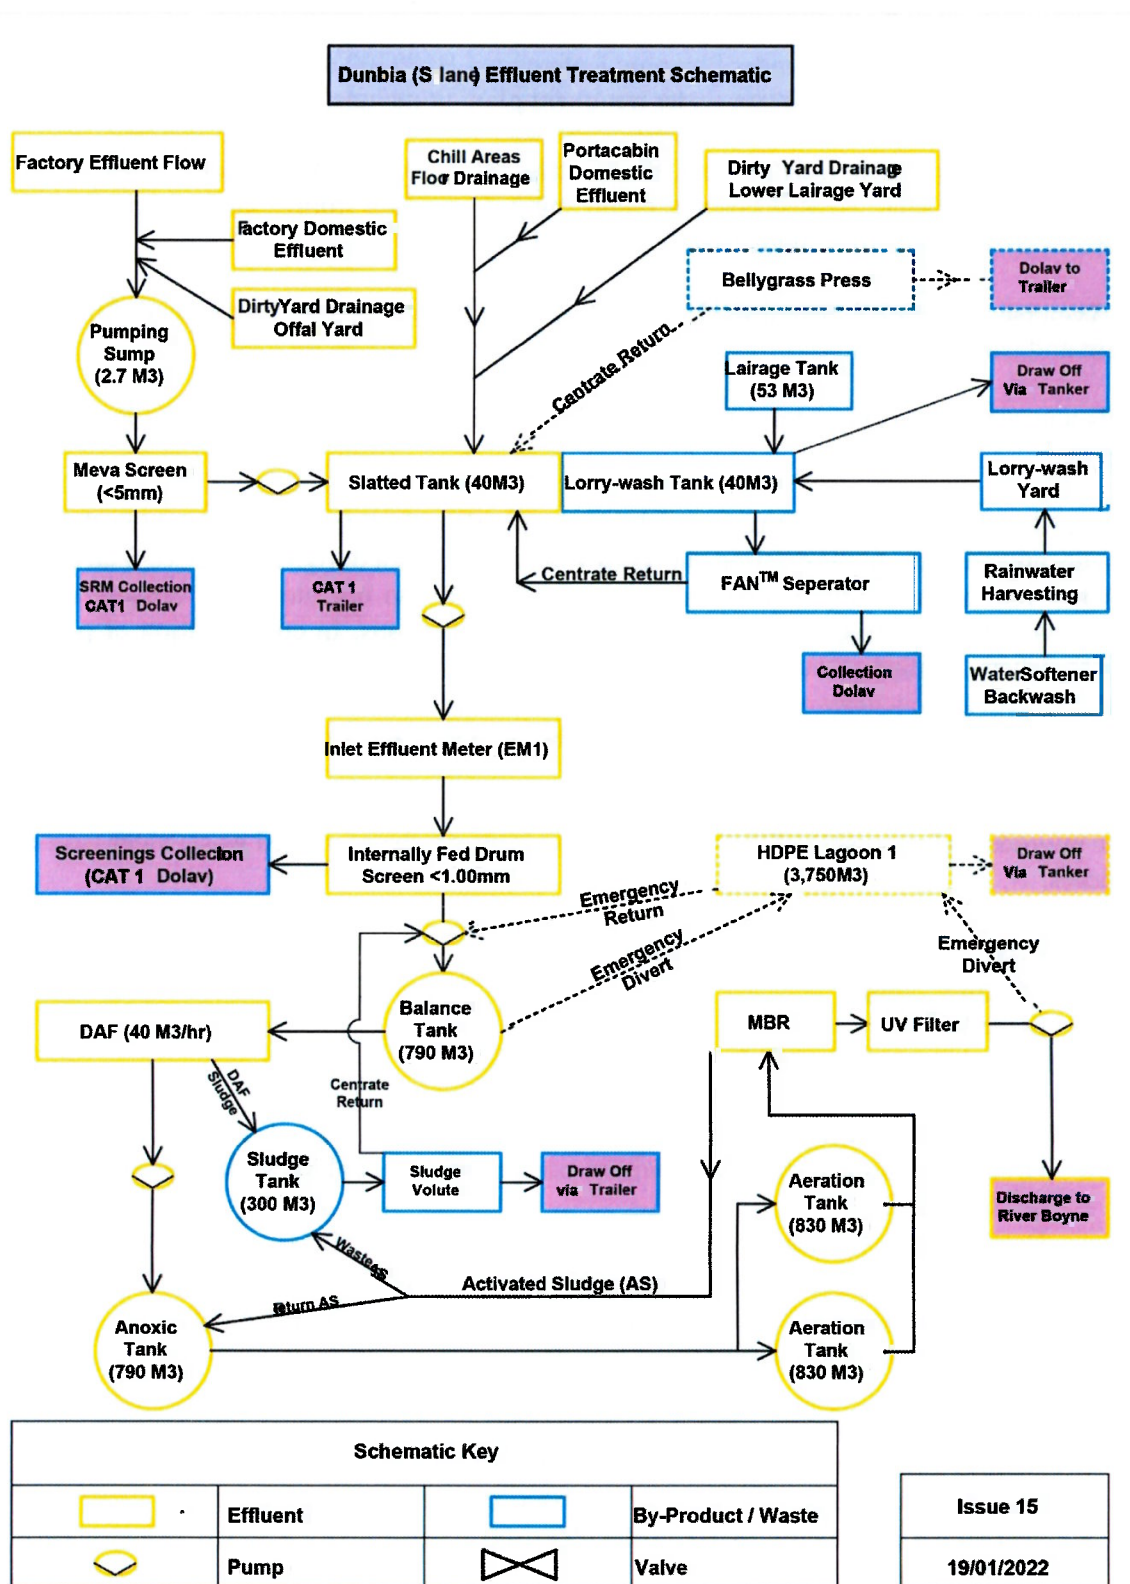 Dunbia (Slane) Effluent Treatment Schematic
Factory Effluent Flow
Chill Areas
Floor Drainage
Portacabin
Domestic
Effluent
Dirty Yard Drainage
Lower Lairage Yard
Factory Domestic
Effluent
DirtyYard Drainage
Offal Yard
Bellygrass Press
Dolav to
Trailer
Pumping
Sump
(2.7 M3)
Centrate Return
Lairage Tank
(53 M3)
Draw Off
Via Tanker
Meva Screen
(<5mm)
Slatted Tank (40M3)
Lorry-wash Tank (40M3)
Lorry-wash
Yard
SRM Collection
CAT1 Dolav
CAT 1
Trailer
Centrate Return
FAN™ Seperator
Rainwater
Harvesting
Collection
Dolav
WaterSoftener
Backwash
Inlet Effluent Meter (EM1)
Screenings Collecion
(CAT 1 Dolav)
Internally Fed Drum
Screen <1.00mm
HDPE Lagoon 1
(3,750M3)
Draw Off
Via Tanker
Emergency
Return
Emergency
Divert
Emergency
Divert
DAF (40 M3/hr)
Balance
Tank
(790 M3)
MBR
UV Filter
DAF
Sludge
Centrate
Return
Sludge
Tank
(300 M3)
Sludge
Volute
Draw Off
via Trailer
Aeration
Tank
(830 M3)
Discharge to
River Boyne
Waste AS
Return AS
Activated Sludge (AS)
Anoxic
Tank
(790 M3)
Aeration
Tank
(830 M3)
Schematic Key
Effluent
By-Product / Waste
Pump
Valve
Issue 15
19/01/2022